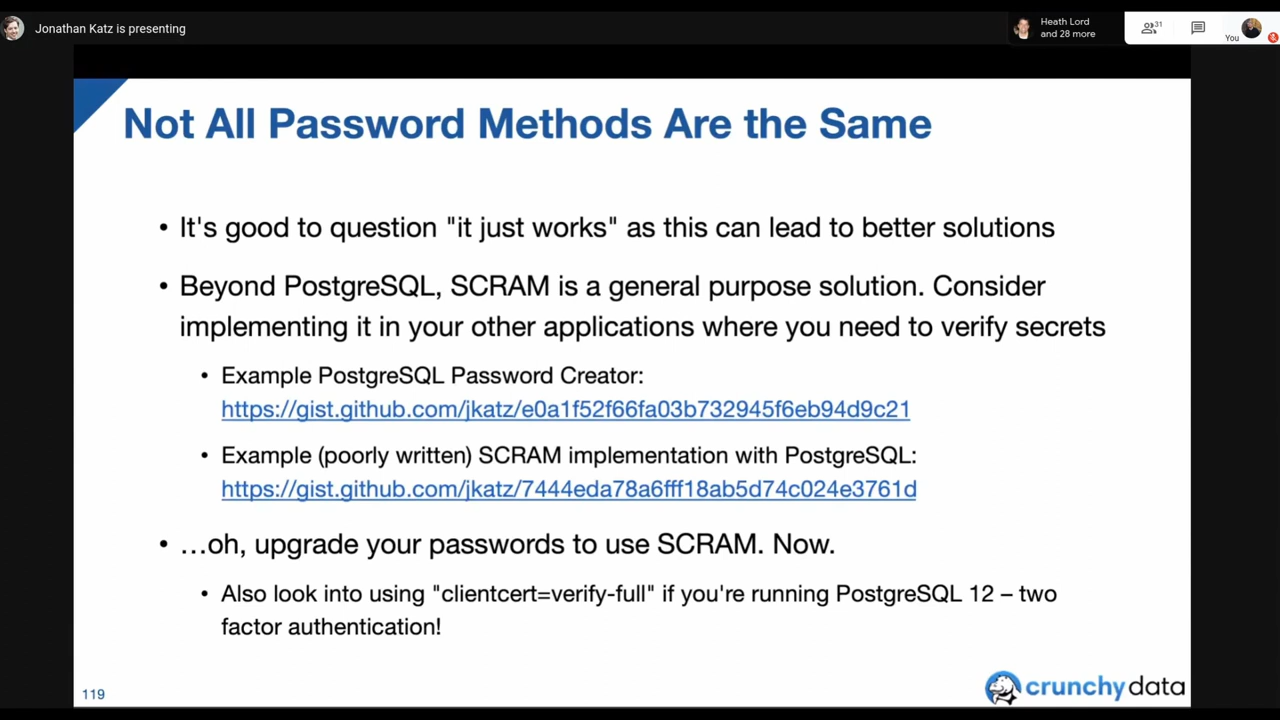 Jonathan Katz is presenting
Heath Lord
and 28 more
31
You
Not All Password Methods Are the Same
• It's good to question "it just works" as this can lead to better solutions
• Beyond PostgreSQL, SCRAM is a general purpose solution. Consider
implementing it in your other applications where you need to verify secrets
• Example PostgreSQL Password Creator:
https://gist.github.com/jkatz/e0a1f52f66fa03b732945f6eb94d9c21
• Example (poorly written) SCRAM implementation with PostgreSQL:
https://gist.github.com/jkatz/7444eda78a6fff18ab5d74c024e3761d
• …oh, upgrade your passwords to use SCRAM. Now.
• Also look into using "clientcert=verify-full" if you're running PostgreSQL 12 – two
factor authentication!
119
crunchydata